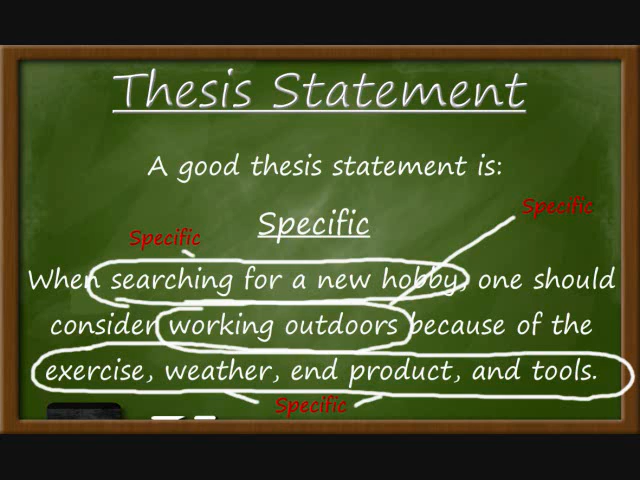 Thesis Statement
A good thesis statement is:
Specific
Specific
Specific
When searching for a new hobby, one should
consider working outdoors because of the
exercise, weather, end product, and tools.
Specific